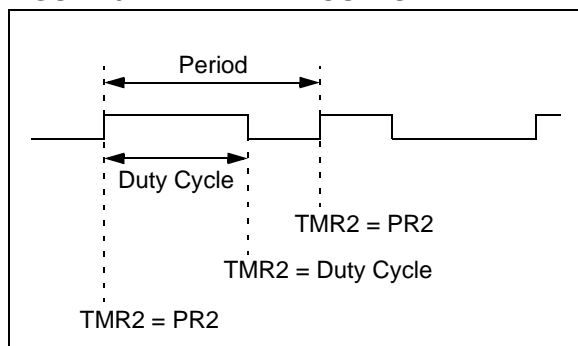 Period
Duty Cycle
TMR2 = PR2
TMR2 = Duty Cycle
TMR2 = PR2